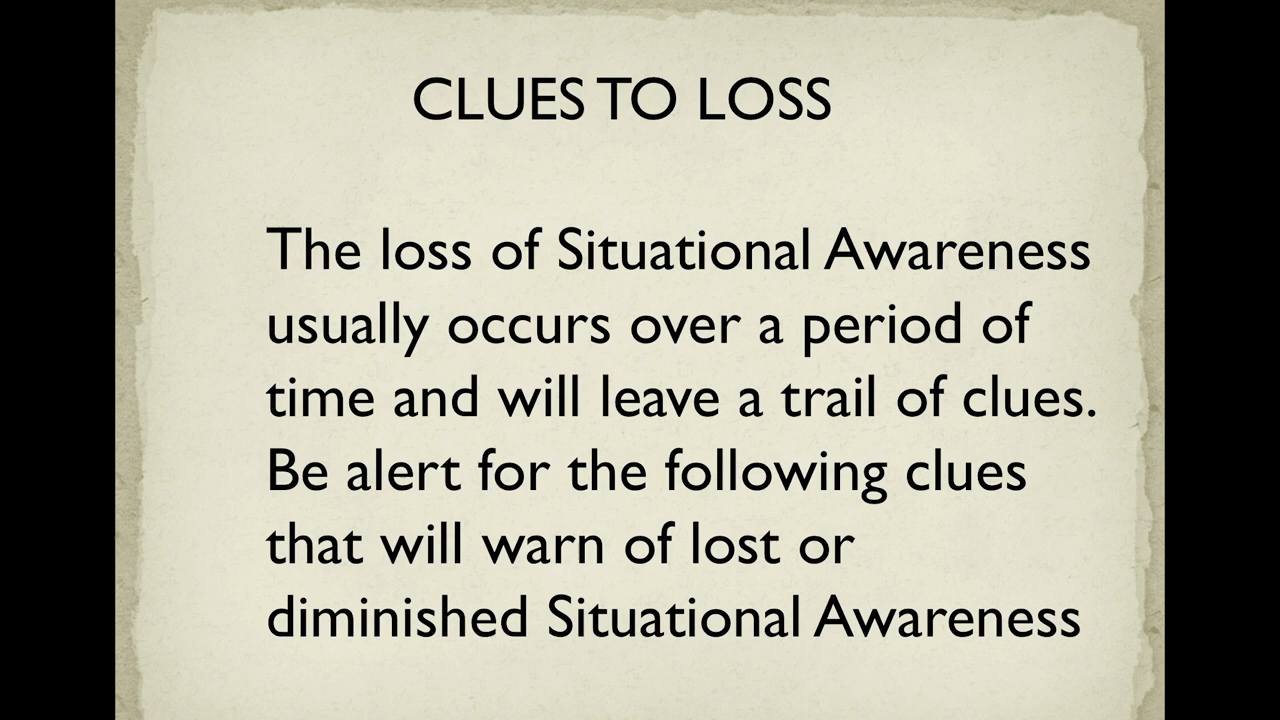 CLUES TO LOSS
The loss of Situational Awareness
usually occurs over a period of
time and will leave a trail of clues.
Be alert for the following clues
that will warn of lost or
diminished Situational Awareness